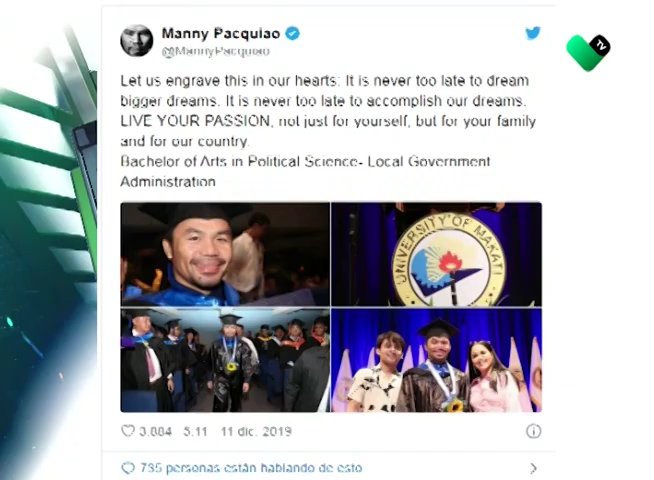 Manny Pacquiao
@MannyPacquiao
TV
Let us engrave this in our hearts: It is never too late to dream
bigger dreams. It is never too late to accomplish our dreams.
LIVE YOUR PASSION, not just for yourself, but for your family
and for our country.
Bachelor of Arts in Political Science- Local Government
Administration
UNIVERSITY OF MAKATI
3.884 5:11 11 dic. 2019
735 personas están hablando de esto